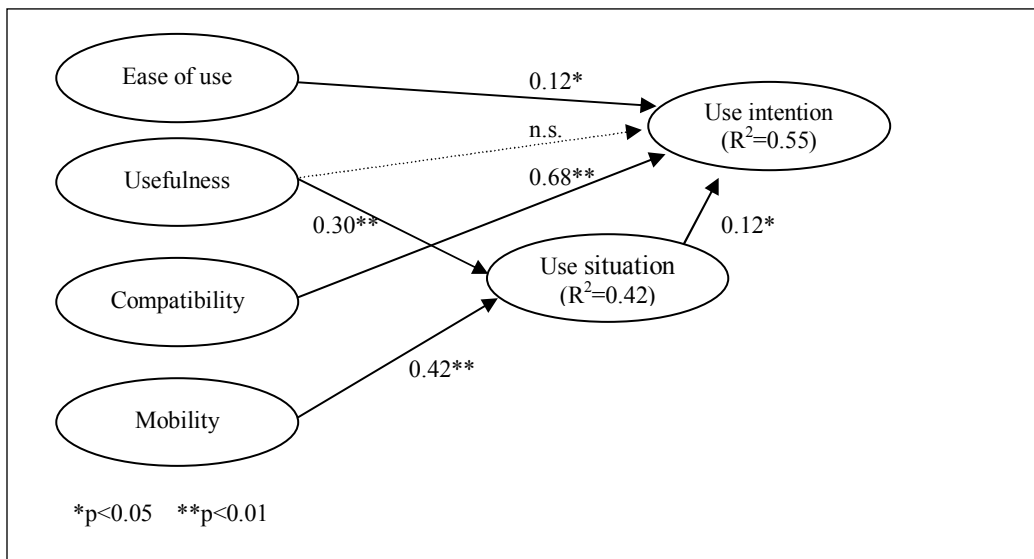 Ease of use
0.12*
Use intention
(R²=0.55)
n.s.
Usefulness
0.68**
0.30**
0.12*
Use situation
(R²=0.42)
Compatibility
0.42**
Mobility
*p<0.05 **p<0.01